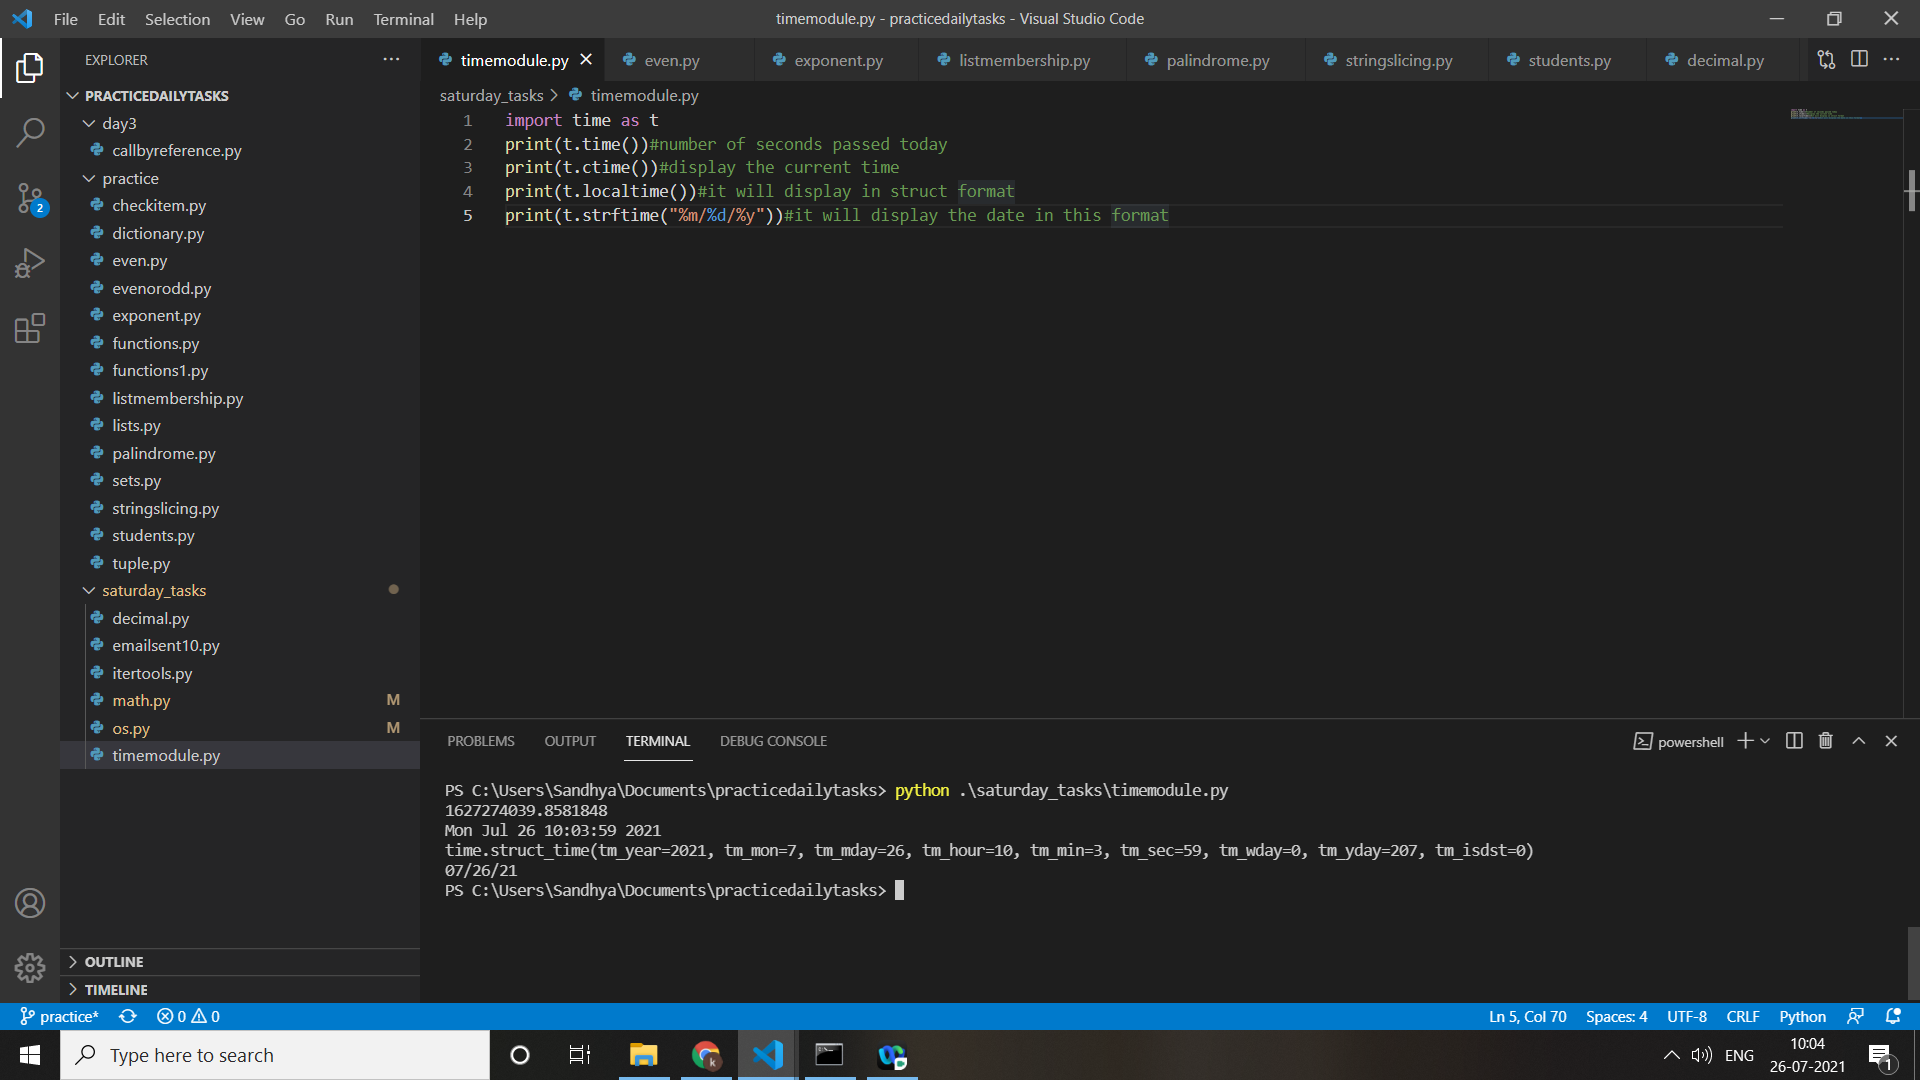 File Edit Selection View Go Run Terminal Help
timemodule.py - practicedailytasks - Visual Studio Code
EXPLORER
PRACTICEDAILYTASKS
day3
callbyreference.py
practice
checkitem.py
dictionary.py
even.py
evenorodd.py
exponent.py
functions.py
functions1.py
listmembership.py
lists.py
palindrome.py
sets.py
stringslicing.py
students.py
tuple.py
saturday_tasks
decimal.py
emailsent10.py
itertools.py
math.py M
os.py M
timemodule.py
OUTLINE
TIMELINE
2
timemodule.py even.py exponent.py listmembership.py palindrome.py stringslicing.py students.py decimal.py
saturday_tasks > timemodule.py
1 import time as t
2 print(t.time())#number of seconds passed today
3 print(t.ctime())#display the current time
4 print(t.localtime())#it will display in struct format
5 print(t.strftime("%m/%d/%y"))#it will display the date in this format
PROBLEMS OUTPUT TERMINAL DEBUG CONSOLE
powershell
PS C:\Users\Sandhya\Documents\practicedailytasks> python .\saturday_tasks\timemodule.py
1627274039.8581848
Mon Jul 26 10:03:59 2021
time.struct_time(tm_year=2021, tm_mon=7, tm_mday=26, tm_hour=10, tm_min=3, tm_sec=59, tm_wday=0, tm_yday=207, tm_isdst=0)
07/26/21
PS C:\Users\Sandhya\Documents\practicedailytasks>
practice* 0 0
Ln 5, Col 70 Spaces: 4 UTF-8 CRLF Python
Type here to search
k
ENG
10:04
26-07-2021
1